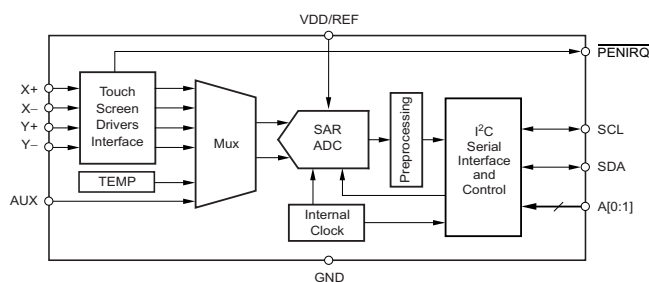 VDD/REF
PENIRQ
X+
X–
Y+
Y–
Touch
Screen
Drivers
Interface
TEMP
AUX
Mux
SAR
ADC
Preprocessing
Internal
Clock
I²C
Serial
Interface
and
Control
SCL
SDA
A[0:1]
GND